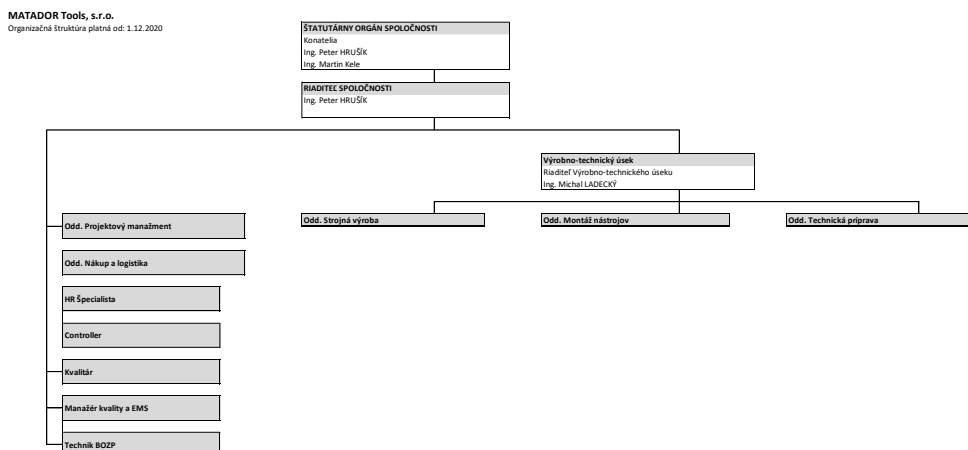 MATADOR Tools, s.r.o.
Organizačná štruktúra platná od: 1.12.2020
ŠTATUTÁRNY ORGÁN SPOLOČNOSTI
Konatelia
Ing. Peter HRUŠÍK
Ing. Martin Kele
RIADITEĽ SPOLOČNOSTI
Ing. Peter HRUŠÍK
Výrobno-technický úsek
Riaditeľ Výrobno-technického úseku
Ing. Michal LADECKÝ
Odd. Strojná výroba
Odd. Montáž nástrojov
Odd. Technická príprava
Odd. Projektový manažment
Odd. Nákup a logistika
HR Špecialista
Controller
Kvalitár
Manažér kvality a EMS
Technik BOZP